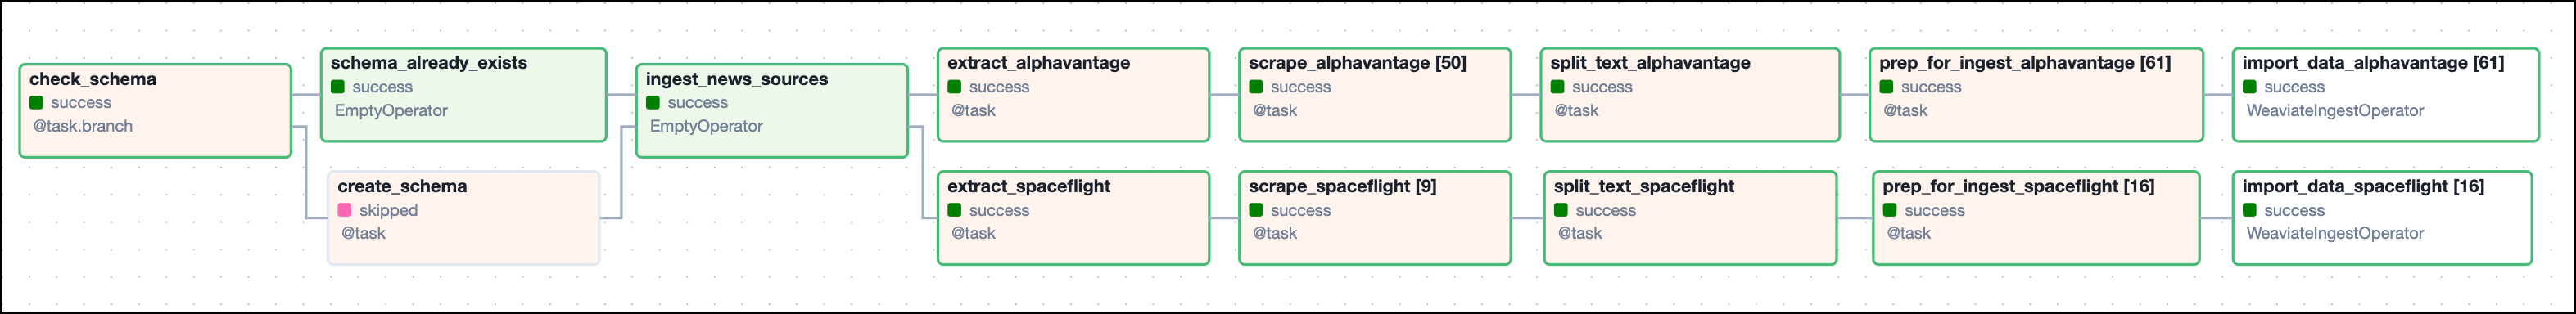 check_schema
success
@task.branch
schema_already_exists
success
EmptyOperator
create_schema
skipped
@task
ingest_news_sources
success
EmptyOperator
extract_alphavantage
success
@task
scrape_alphavantage [50]
success
@task
split_text_alphavantage
success
@task
prep_for_ingest_alphavantage [61]
success
@task
import_data_alphavantage [61]
success
WeaviateIngestOperator
extract_spaceflight
success
@task
scrape_spaceflight [9]
success
@task
split_text_spaceflight
success
@task
prep_for_ingest_spaceflight [16]
success
@task
import_data_spaceflight [16]
success
WeaviateIngestOperator